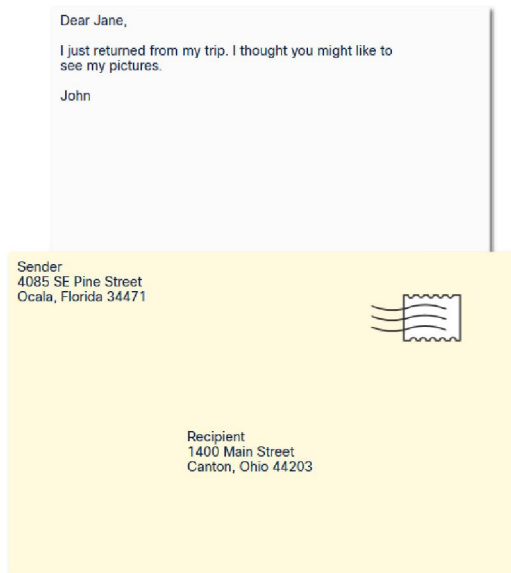 Dear Jane,
I just returned from my trip. I thought you might like to
see my pictures.
John
Sender
4085 SE Pine Street
Ocala, Florida 34471
Recipient
1400 Main Street
Canton, Ohio 44203